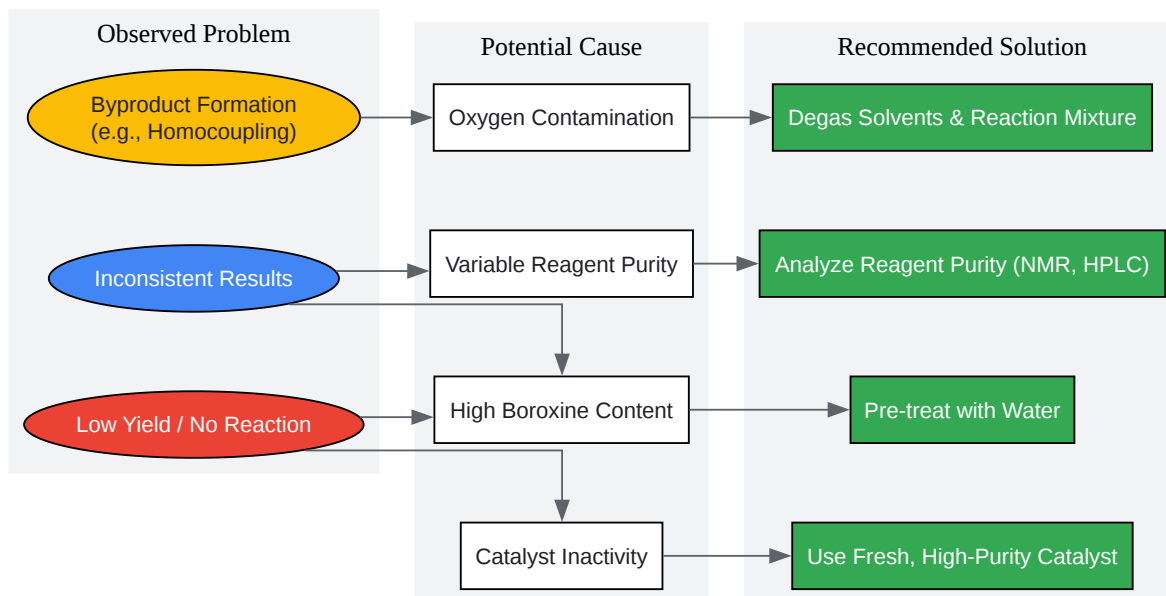 Observed Problem
Potential Cause
Recommended Solution
Byproduct Formation
(e.g., Homocoupling)
Oxygen Contamination
Degas Solvents & Reaction Mixture
Inconsistent Results
Variable Reagent Purity
Analyze Reagent Purity (NMR, HPLC)
Low Yield / No Reaction
High Boroxine Content
Pre-treat with Water
Catalyst Inactivity
Use Fresh, High-Purity Catalyst